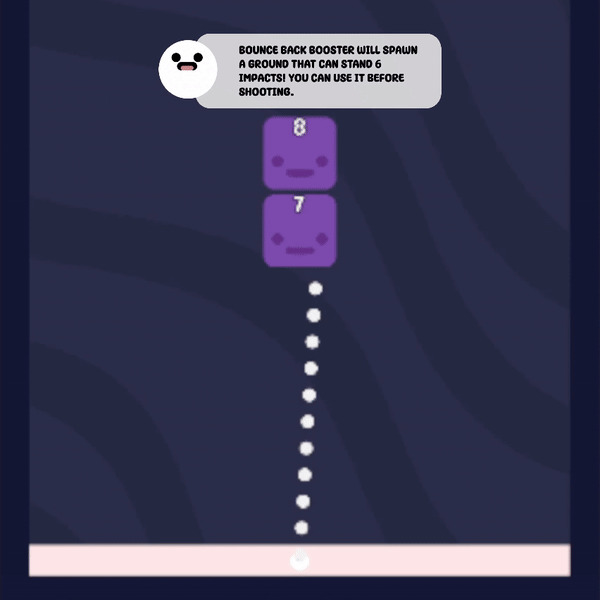 BOUNCE BACK BOOSTER WILL SPAWN
A GROUND THAT CAN STAND 6
IMPACTS! YOU CAN USE IT BEFORE
SHOOTING.
8
7